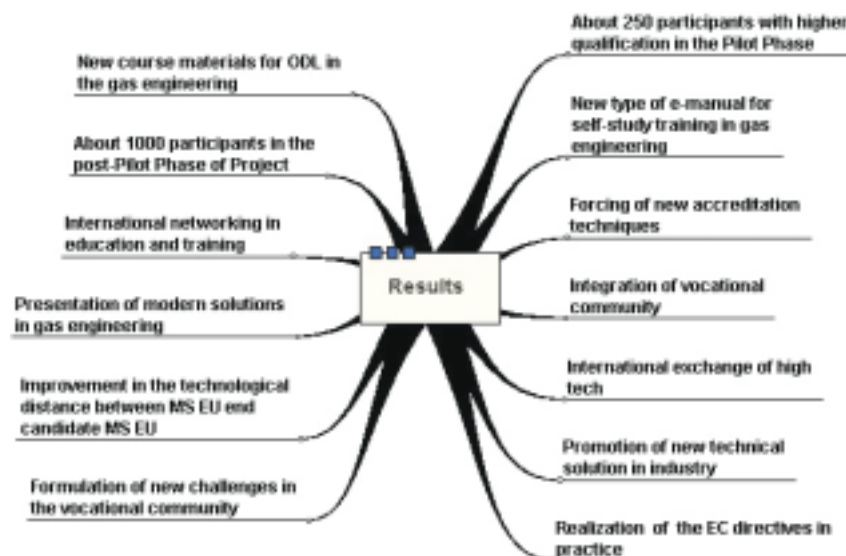 New course materials for ODL in
the gas engineering
About 1000 participants in the
post-Pilot Phase of Project
International networking in
education and training
Presentation of modern solutions
in gas engineering
Improvement in the technological
distance between MS EU end
candidate MS EU
Formulation of new challenges in
the vocational community
Results
About 250 participants with higher
qualification in the Pilot Phase
New type of e-manual for
self-study training in gas
engineering
Forcing of new accreditation
techniques
Integration of vocational
community
International exchange of high
tech
Promotion of new technical
solution in industry
Realization of the EC directives in
practice